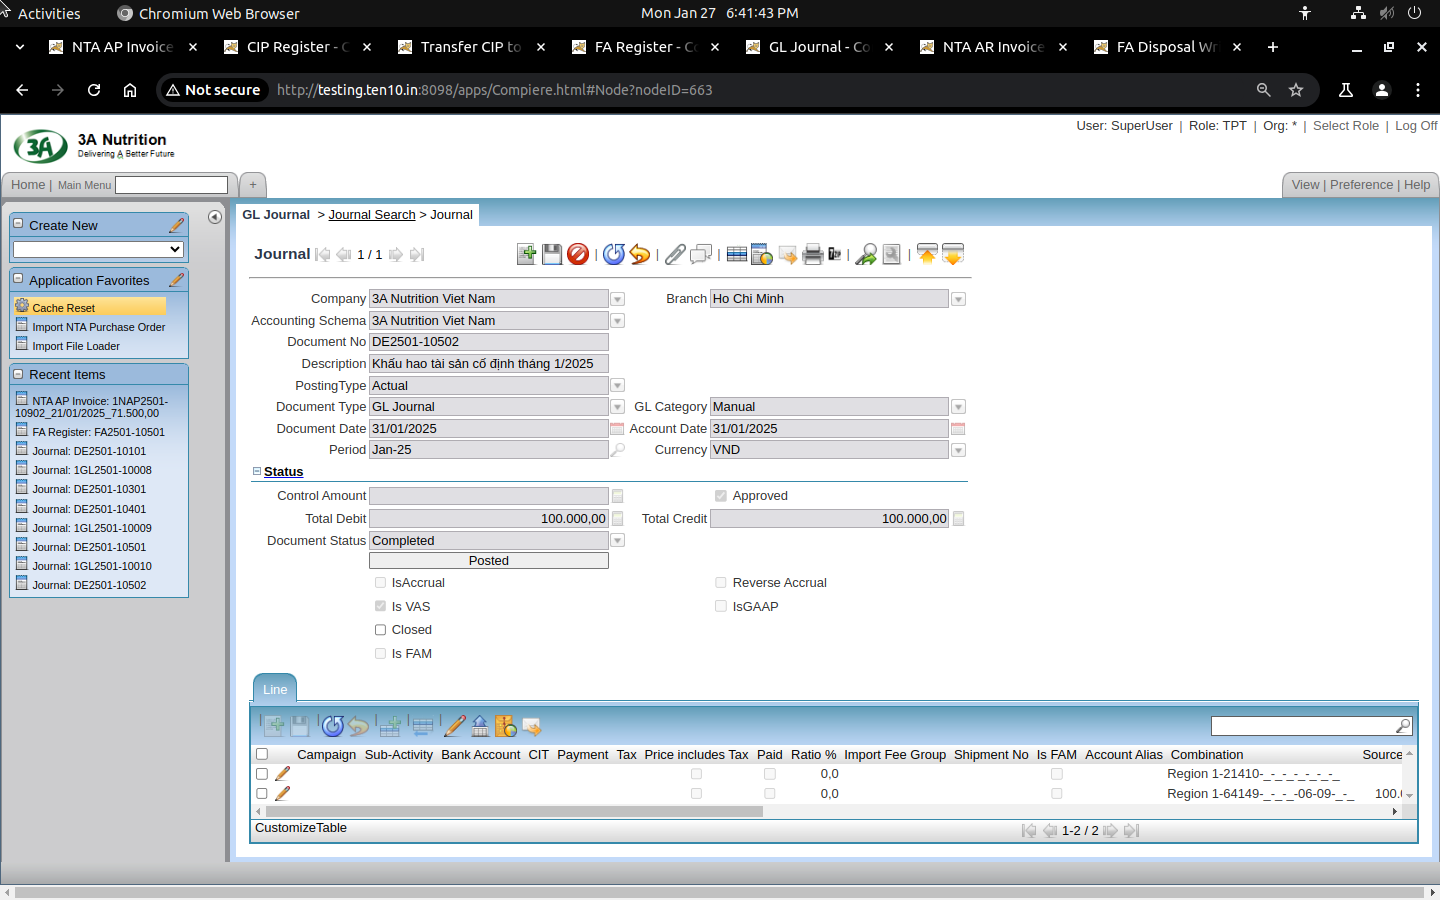 Activities
Chromium Web Browser
Mon Jan 27 6:41:43 PM
NTA AP Invoice
CIP Register - C
Transfer CIP to
FA Register - Co
GL Journal - Co
NTA AR Invoice
FA Disposal Wr
Not secure
http://testing.ten10.in:8098/apps/Compiere.html#Node?nodeID=663
3A
3A Nutrition
Delivering A Better Future
User: SuperUser | Role: TPT | Org: * | Select Role | Log Off
Home | Main Menu
+
View | Preference | Help
Create New
Application Favorites
Cache Reset
Import NTA Purchase Order
Import File Loader
Recent Items
NTA AP Invoice: 1NAP2501-
10902_21/01/2025_71.500,00
FA Register: FA2501-10501
Journal: DE2501-10101
Journal: 1GL2501-10008
Journal: DE2501-10301
Journal: DE2501-10401
Journal: 1GL2501-10009
Journal: DE2501-10501
Journal: 1GL2501-10010
Journal: DE2501-10502
GL Journal > Journal Search > Journal
Journal 1 / 1
Company 3A Nutrition Viet Nam Branch Ho Chi Minh
Accounting Schema 3A Nutrition Viet Nam
Document No DE2501-10502
Description Khấu hao tài sản cố định tháng 1/2025
PostingType Actual
Document Type GL Journal GL Category Manual
Document Date 31/01/2025 Account Date 31/01/2025
Period Jan-25 Currency VND
Status
Control Amount Approved
Total Debit 100.000,00 Total Credit 100.000,00
Document Status Completed
Posted
IsAccrual Reverse Accrual
Is VAS IsGAAP
Closed
Is FAM
Line
Campaign Sub-Activity Bank Account CIT Payment Tax Price includes Tax Paid Ratio % Import Fee Group Shipment No Is FAM Account Alias Combination Source
0,0 Region 1-21410-_-_-_-_-_-_-_
0,0 Region 1-64149-_-_-_-06-09-_-_ 100.0
CustomizeTable
1-2 / 2